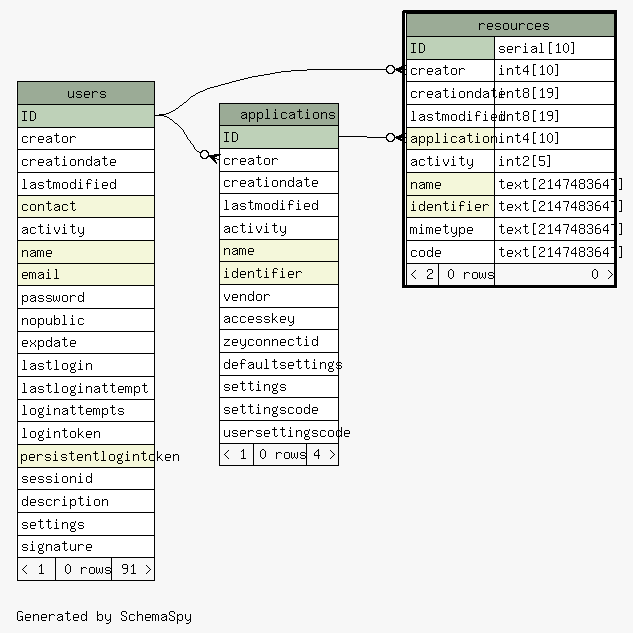 users
ID
creator
creationdate
lastmodified
contact
activity
name
email
password
nopublic
expdate
lastlogin
lastloginattempt
loginattempts
logintoken
persistentlogintoken
sessionid
description
settings
signature
< 1 0 rows 91 >
applications
ID
creator
creationdate
lastmodified
activity
name
identifier
vendor
accesskey
zeyconnectid
defaultsettings
settings
settingscode
usersettingscode
< 1 0 rows 4 >
resources
ID serial[10]
creator int4[10]
creationdate int8[19]
lastmodified int8[19]
application int4[10]
activity int2[5]
name text[2147483647]
identifier text[2147483647]
mimetype text[2147483647]
code text[2147483647]
< 2 0 rows 0 >
Generated by SchemaSpy